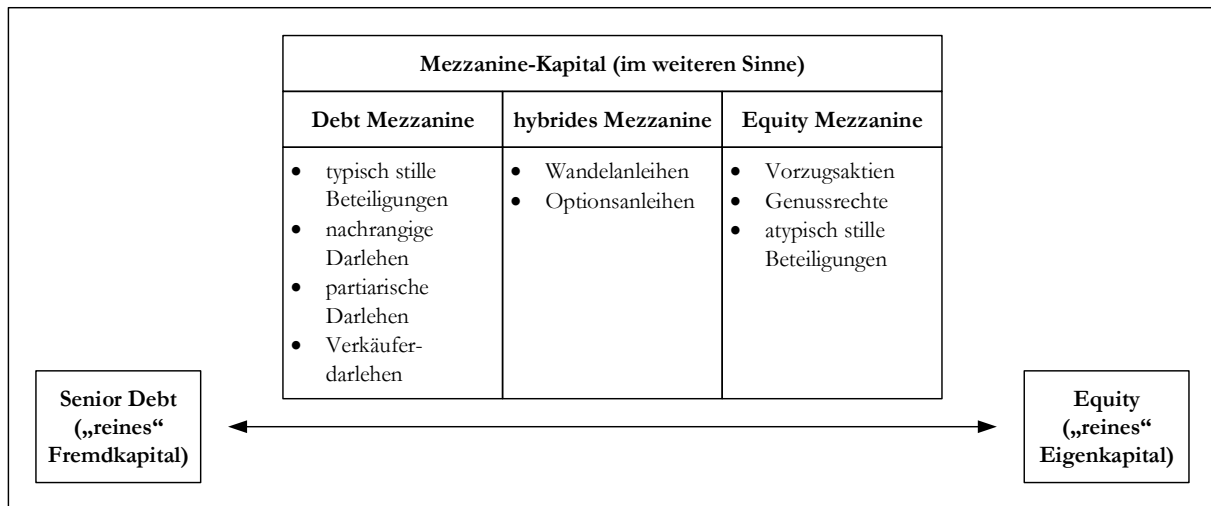 Mezzanine-Kapital (im weiteren Sinne)
Debt Mezzanine
hybrides Mezzanine
Equity Mezzanine
• typisch stille
Beteiligungen
• nachrangige
Darlehen
• partiarische
Darlehen
• Verkäufer-
darlehen
• Wandelanleihen
• Optionsanleihen
• Vorzugsaktien
• Genussrechte
• atypisch stille
Beteiligungen
Senior Debt
(„reines“
Fremdkapital)
Equity
(„reines“
Eigenkapital)